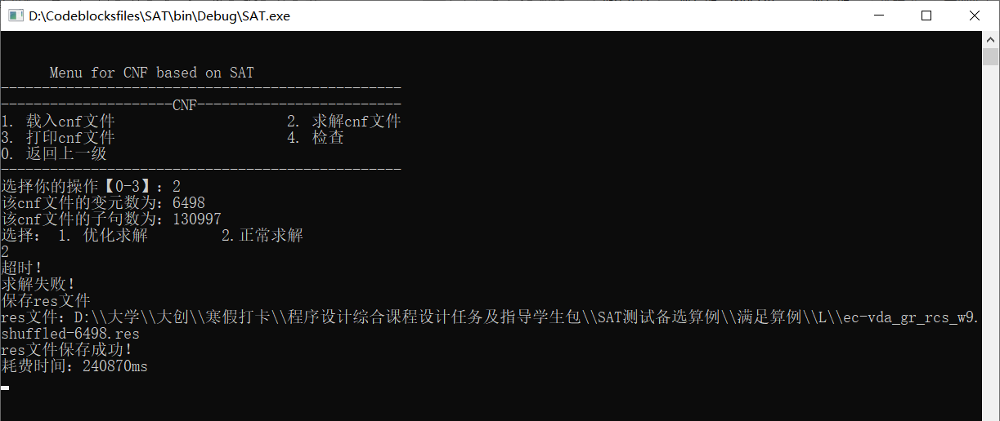 D:\Codeblocksfiles\SAT\bin\Debug\SAT.exe
Menu for CNF based on SAT
-------------------------------------------------
---------------------CNF-------------------------
1. 载入cnf文件                     2. 求解cnf文件
3. 打印cnf文件                     4. 检查
0. 返回上一级
-------------------------------------------------
选择你的操作【0-3】: 2
该cnf文件的变元数为: 6498
该cnf文件的子句数为: 130997
选择: 1. 优化求解         2.正常求解
2
超时!
求解失败!
保存res文件
res文件: D:\\大学\\大创\\寒假打卡\\程序设计综合课程设计任务及指导学生包\\SAT测试备选算例\\满足算例\\L\\ec-vda_gr_rcs_w9.
shuffled-6498.res
res文件保存成功!
耗费时间: 240870ms